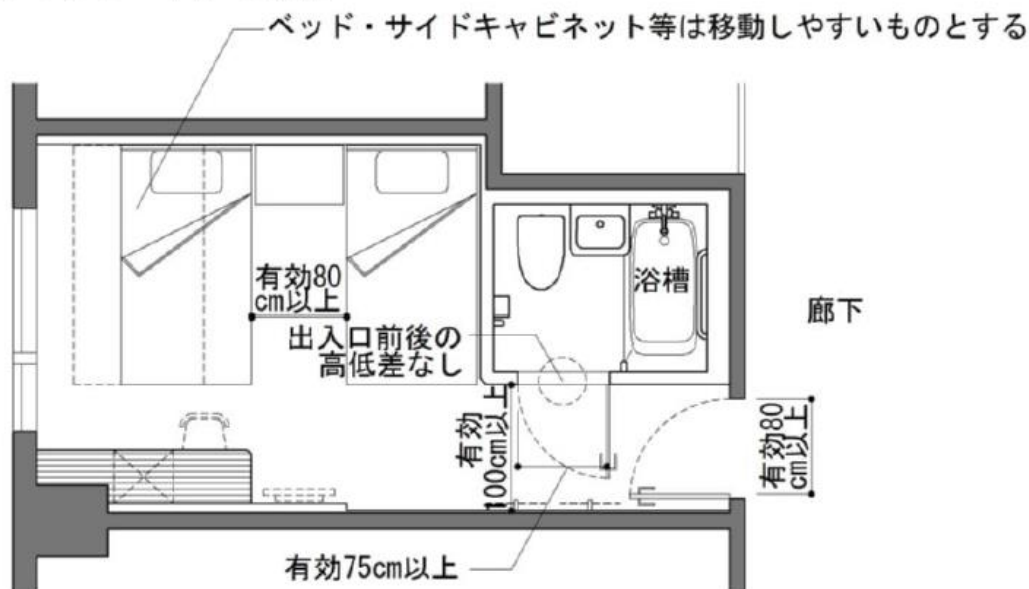 ベッド・サイドキャビネット等は移動しやすいものとする
有効80
cm以上
出入口前後の
高低差なし
浴槽
廊下
有効
100cm以上
有効80
cm以上
有効75cm以上